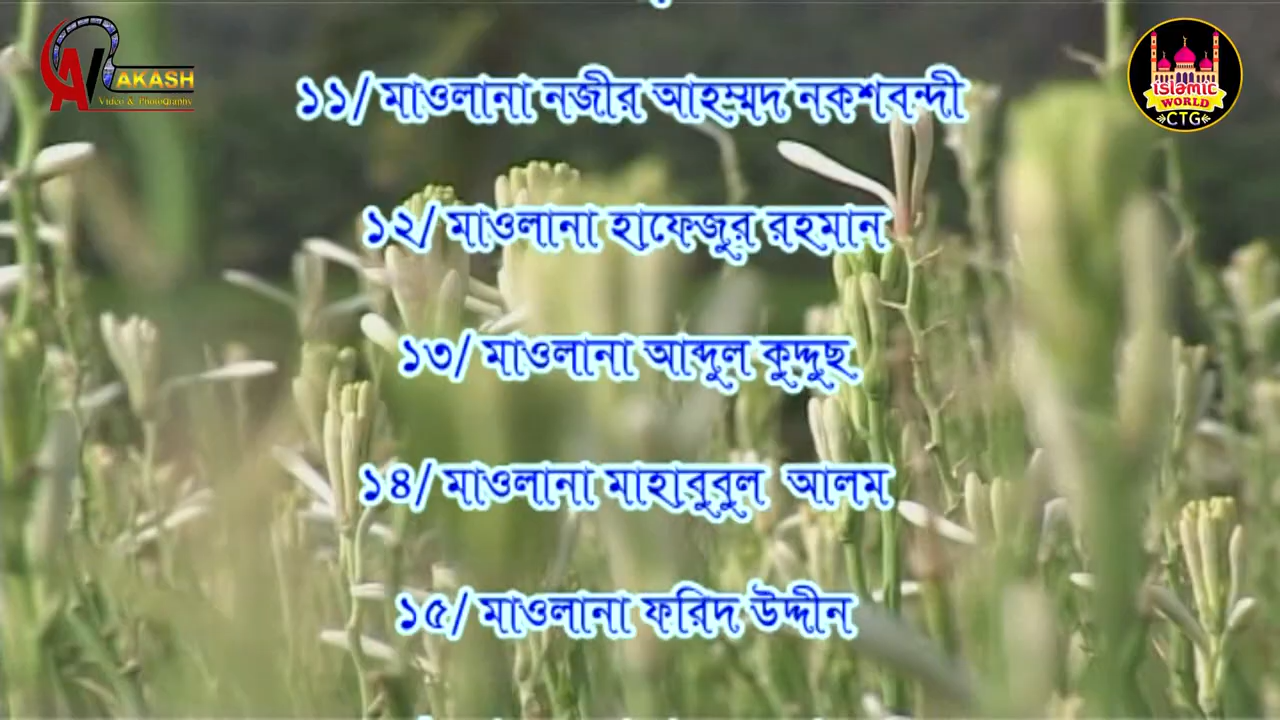 AKASH
Video & PhotoGraphy
islamic
WORLD
CTG
১১/ মাওলানা নজীর আহম্মদ নকশবন্দী
১২/ মাওলানা হাফেজুর রহমান
১৩/ মাওলানা আব্দুল কুদ্দুছ
১৪/ মাওলানা মাহাবুবুল আলম
১৫/ মাওলানা ফরিদ উদ্দীন